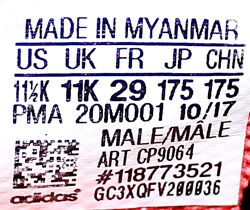 MADE IN MYANMAR
US UK FR JP CHN
11½K 11K 29 175 175
PMA 20M001 10/17
MALE/MÂLE
ART CP9064
#118773521
adidas GC3XQFV200036